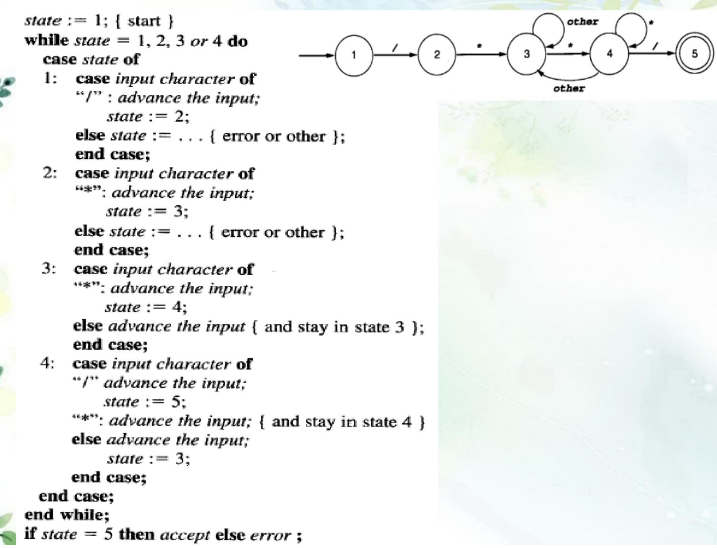 state := 1; { start }
while state = 1, 2, 3 or 4 do
case state of
1: case input character of
“/” : advance the input;
state := 2;
else state := . . . { error or other };
end case;
2: case input character of
“*”: advance the input;
state := 3;
else state := . . . { error or other };
end case;
3: case input character of
“*”: advance the input;
state := 4;
else advance the input { and stay in state 3 };
end case;
4: case input character of
“/” advance the input;
state := 5;
“*”: advance the input; { and stay in state 4 }
else advance the input;
state := 3;
end case;
end case;
end while;
if state = 5 then accept else error ;
other *
1 / 2 * 3 * 4 / 5
other